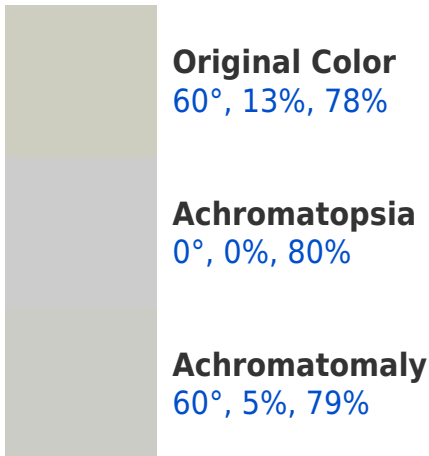 Original Color
60°, 13%, 78%
Achromatopsia
0°, 0%, 80%
Achromatomaly
60°, 5%, 79%